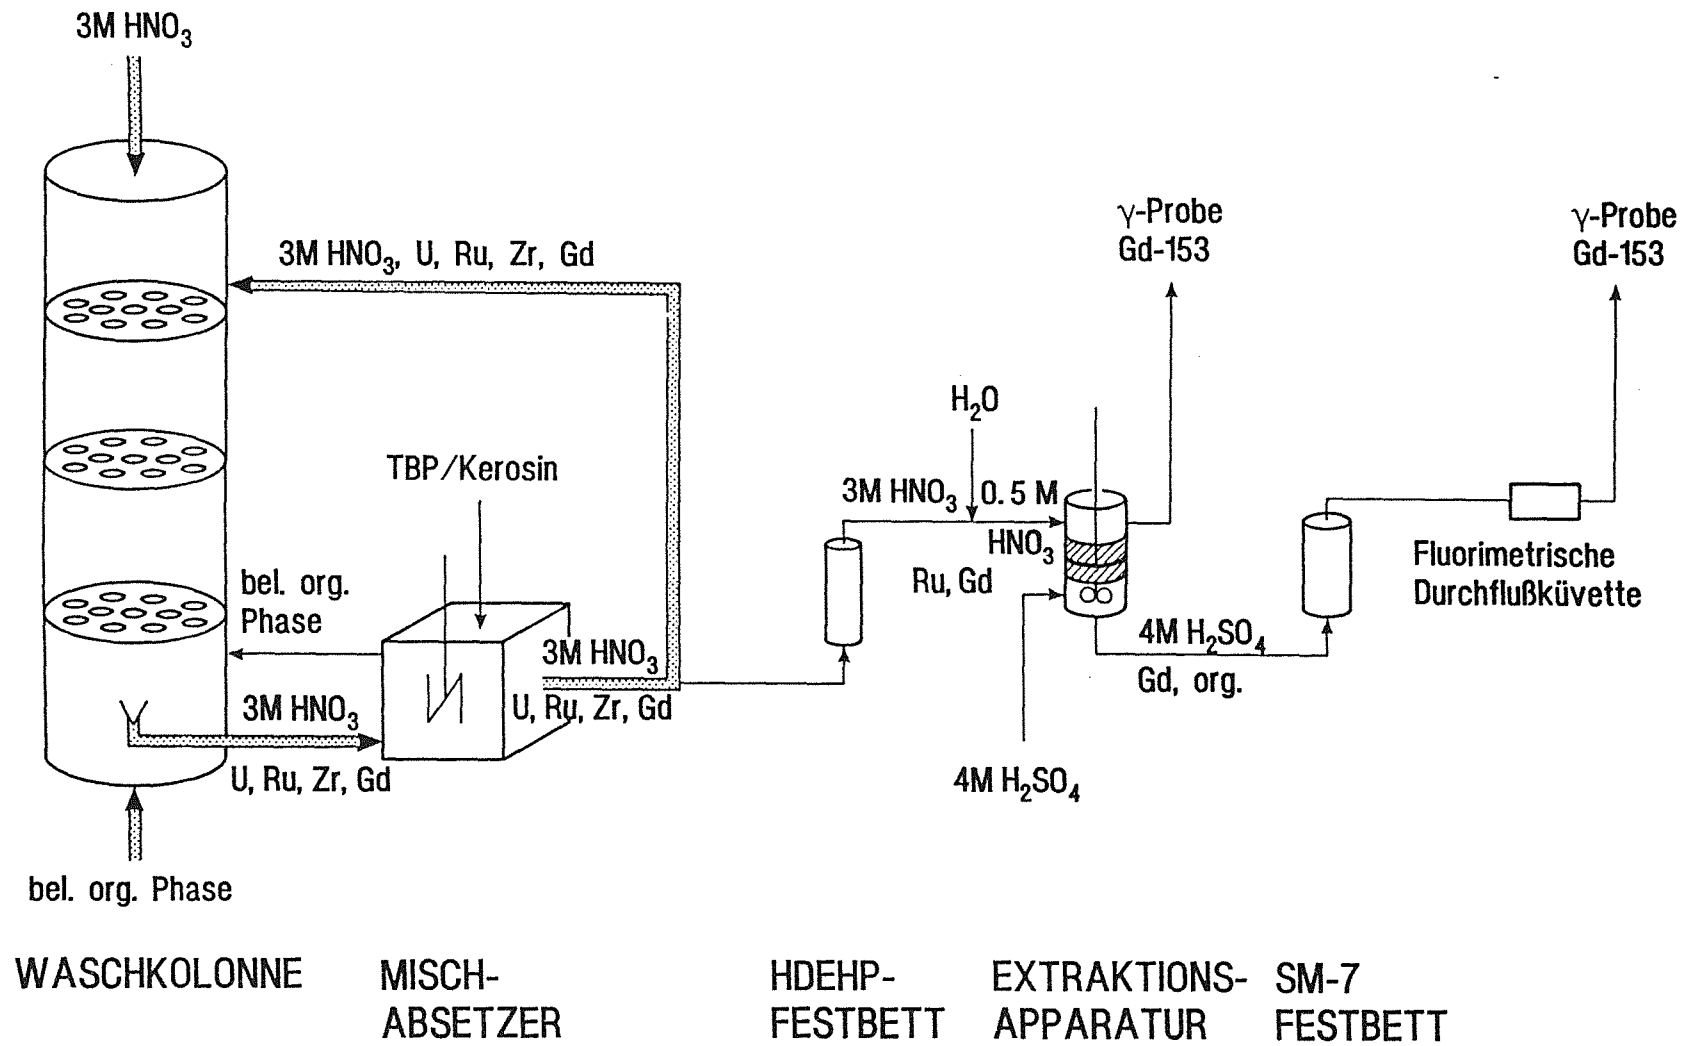 3M HNO₃
γ-Probe
Gd-153
γ-Probe
Gd-153
3M HNO₃, U, Ru, Zr, Gd
H₂O
TBP/Kerosin
3M HNO₃
0.5 M
HNO₃
Ru, Gd
Fluorimetrische
Durchflußküvette
bel. org.
Phase
3M HNO₃
U, Ru, Zr, Gd
4M H₂SO₄
Gd, org.
3M HNO₃
U, Ru, Zr, Gd
4M H₂SO₄
bel. org. Phase
WASCHKOLONNE
MISCH-
ABSETZER
HDEHP-
FESTBETT
EXTRAKTIONS-
APPARATUR
SM-7
FESTBETT